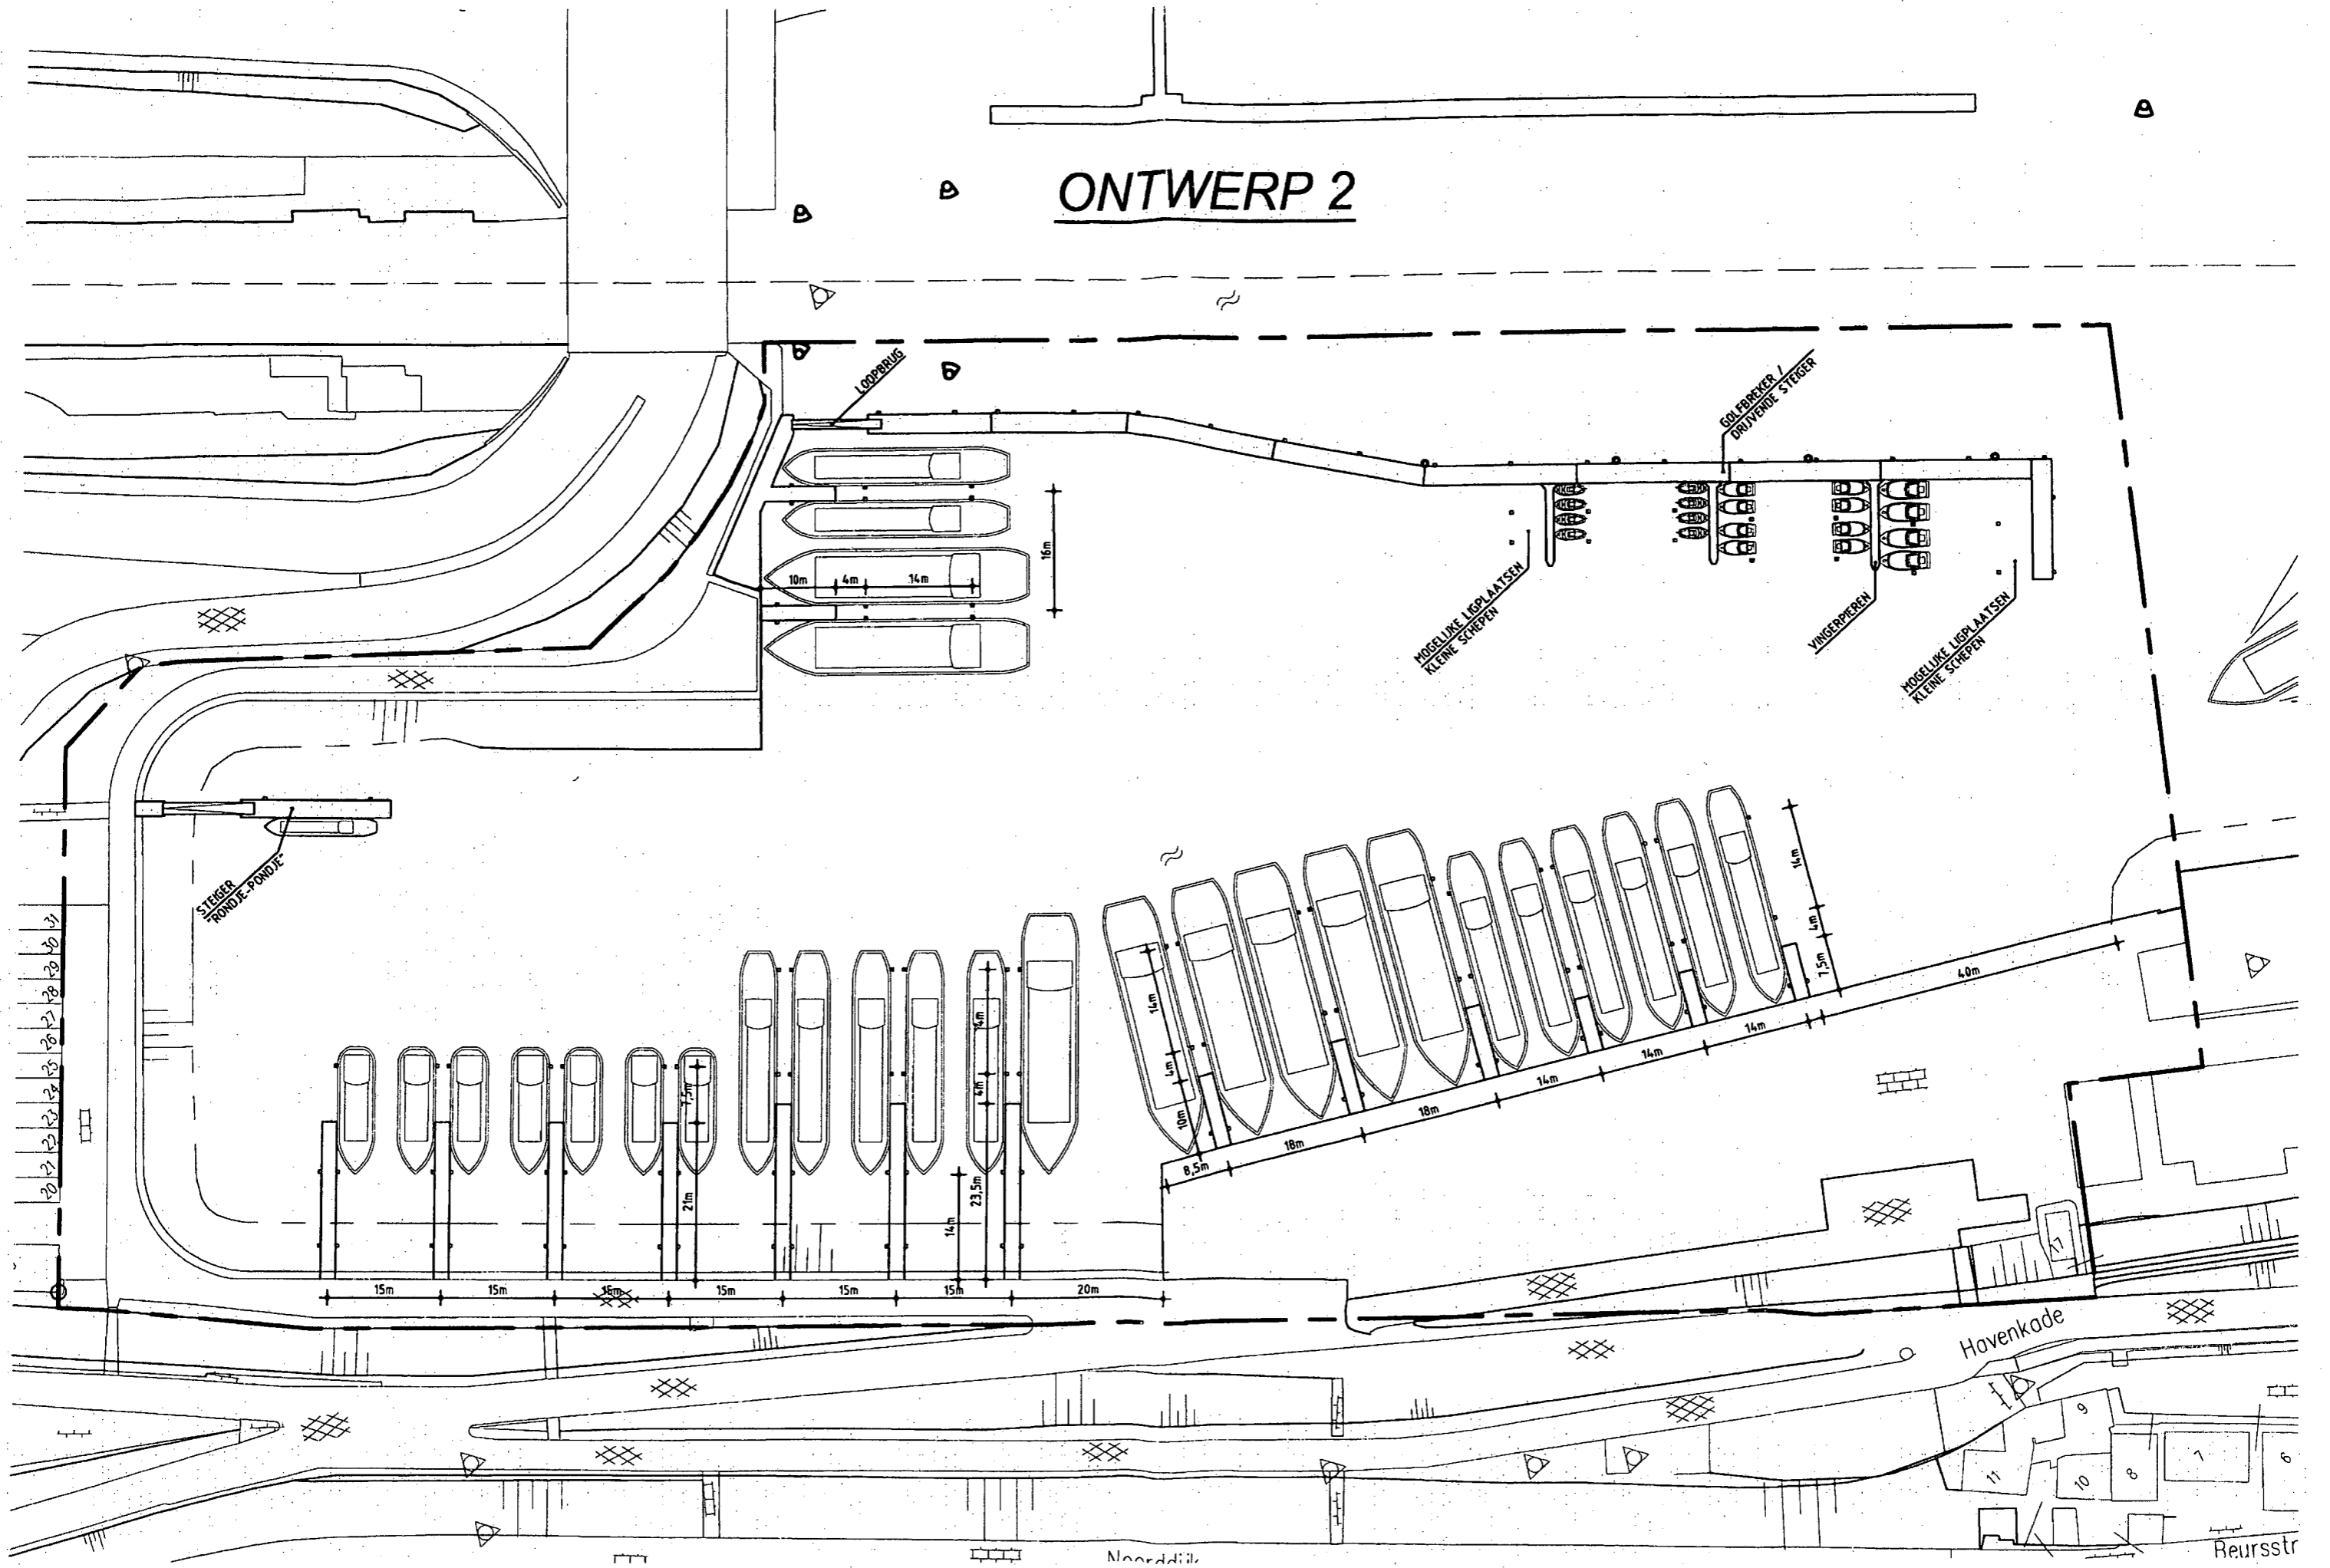 ONTWERP 2
LOOPBRUG
GOLFBREKER /
DRIJVENDE STEIGER
16m
10m
4m
14m
MOGELIJKE LIGPLAATSEN
KLEINE SCHEPEN
VINGERPIEREN
MOGELIJKE LIGPLAATSEN
KLEINE SCHEPEN
STEIGER
"RONDJE-PONDJE"
31
30
29
28
27
26
25
24
23
22
21
20
14m
4m
7,5m
40m
14m
4m
10m
14m
14m
14m
18m
18m
8,5m
7,5m
21m
14m
4m
23,5m
14m
15m
15m
15m
15m
15m
15m
20m
17
Havenkade
9
11
10
8
7
6
Noorddijk
Beursstr